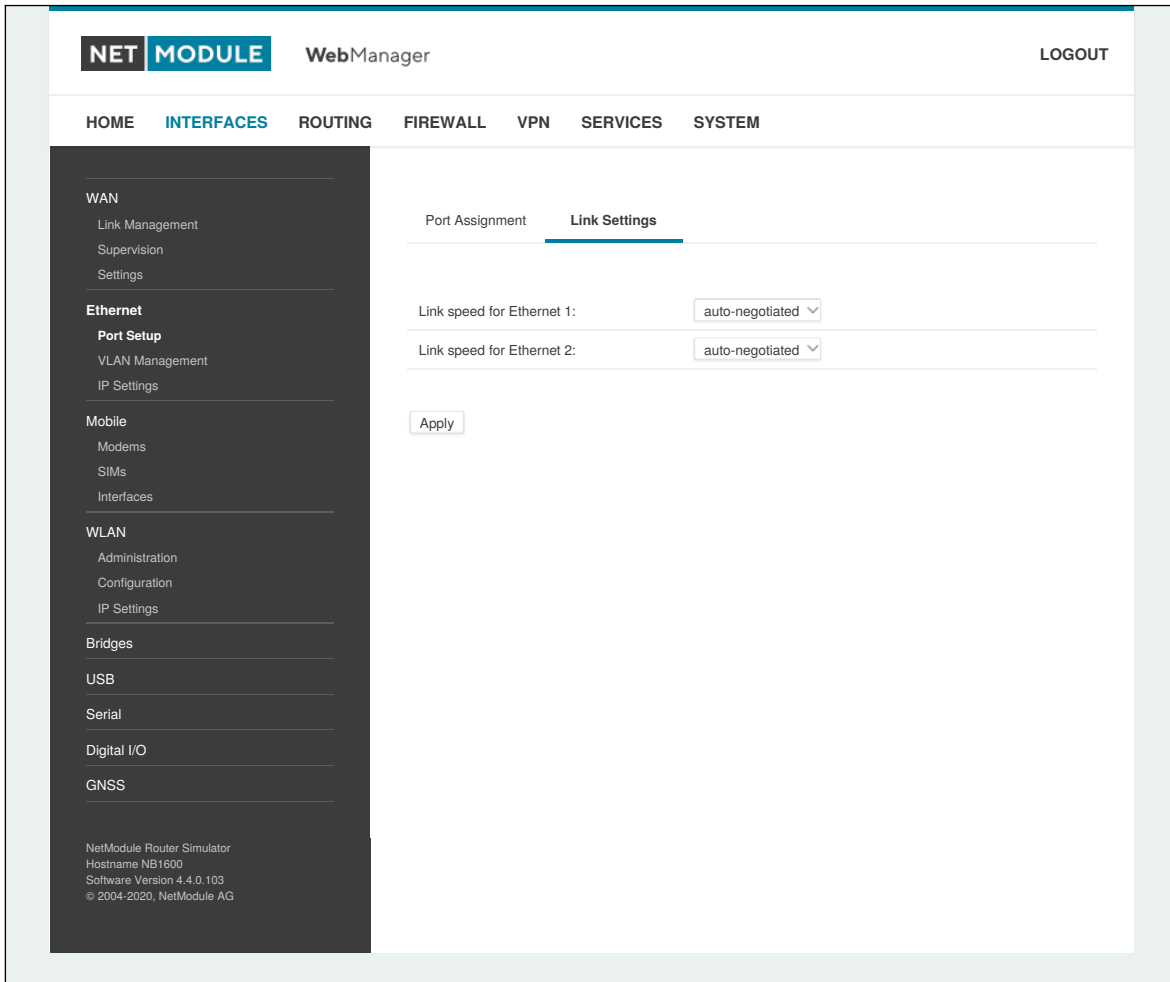 NET MODULE WebManager LOGOUT
HOME INTERFACES ROUTING FIREWALL VPN SERVICES SYSTEM
WAN
Link Management
Supervision
Settings
Ethernet
Port Setup
VLAN Management
IP Settings
Mobile
Modems
SIMs
Interfaces
WLAN
Administration
Configuration
IP Settings
Bridges
USB
Serial
Digital I/O
GNSS
NetModule Router Simulator
Hostname NB1600
Software Version 4.4.0.103
© 2004-2020, NetModule AG
Port Assignment Link Settings
Link speed for Ethernet 1: auto-negotiated
Link speed for Ethernet 2: auto-negotiated
Apply